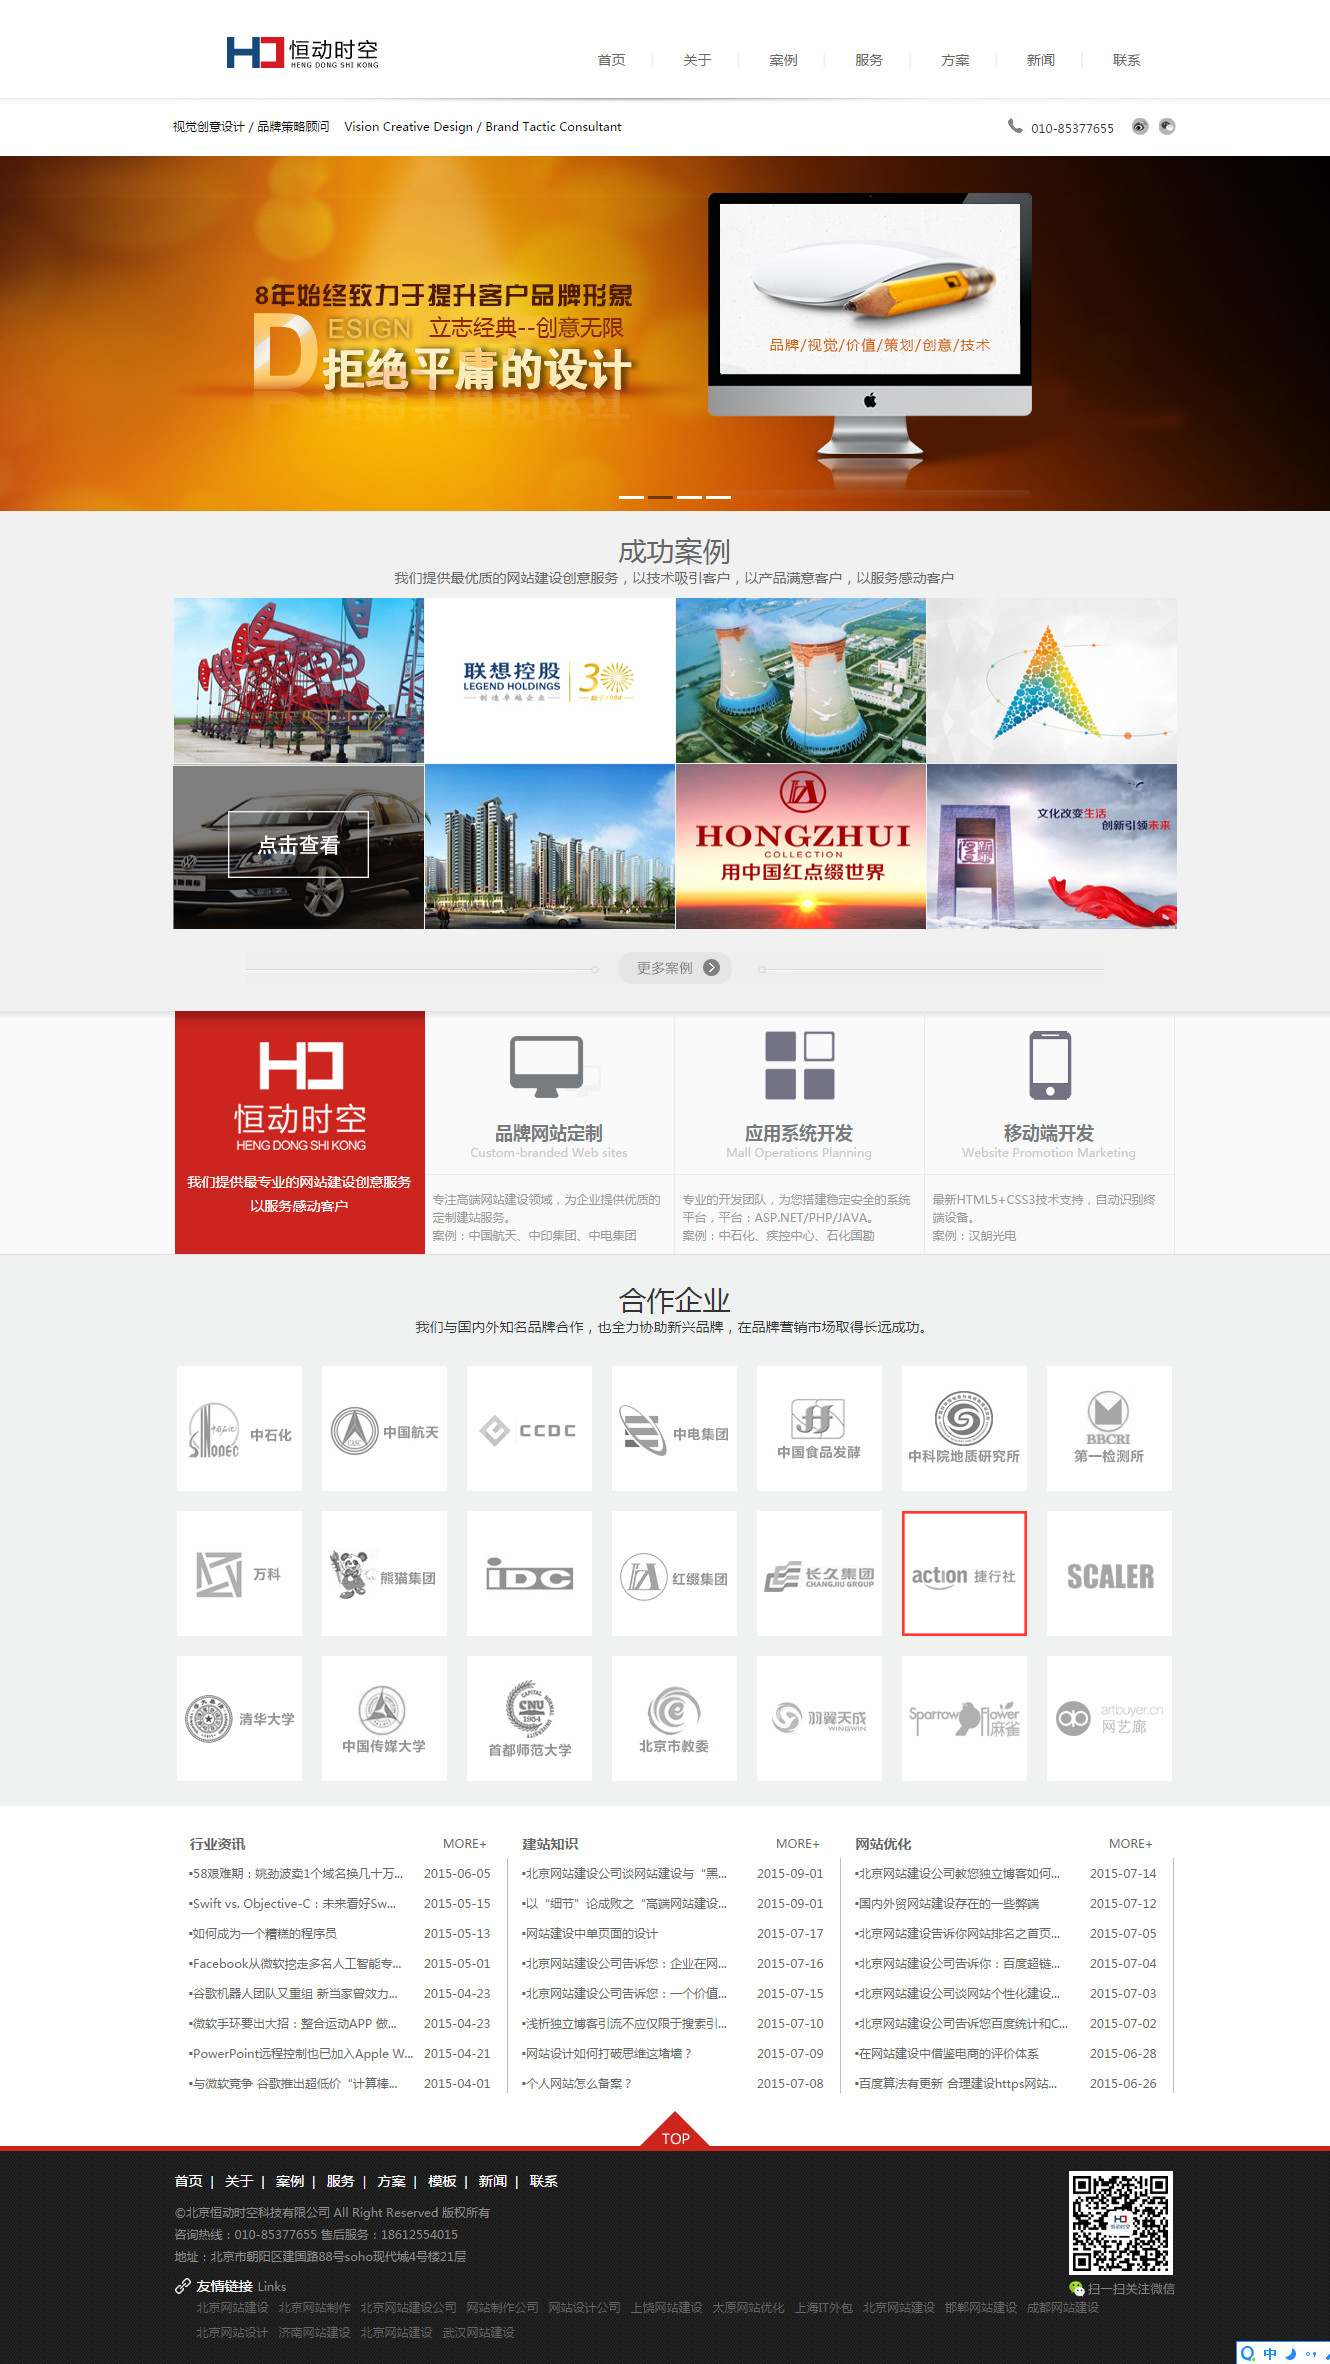 恒动时空
HENG DONG SHI KONG
首页 关于 案例 服务 方案 新闻 联系
视觉创意设计 / 品牌策略顾问 Vision Creative Design / Brand Tactic Consultant
010-85377655
8年始终致力于提升客户品牌形象
DESIGN 立志经典--创意无限
拒绝平庸的设计
品牌/视觉/价值/策划/创意/技术
成功案例
我们提供最优质的网站建设创意服务，以技术吸引客户，以产品满意客户，以服务感动客户
联想控股
LEGEND HOLDINGS
制造卓越企业
30
点击查看
HONGZHUI
COLLECTION
用中国红点缀世界
文化改变生活
创新引领未来
更多案例
恒动时空
HENG DONG SHI KONG
我们提供最专业的网站建设创意服务
以服务感动客户
品牌网站定制
Custom-branded Web sites
专注高端网站建设领域，为企业提供优质的
定制建站服务。
案例：中国航天、中印集团、中电集团
应用系统开发
Mall Operations Planning
专业的开发团队，为您搭建稳定安全的系统
平台，平台：ASP.NET/PHP/JAVA。
案例：中石化、疾控中心、石化国勘
移动端开发
Website Promotion Marketing
最新HTML5+CSS3技术支持，自动识别终
端设备。
案例：汉朗光电
合作企业
我们与国内外知名品牌合作，也全力协助新兴品牌，在品牌营销市场取得长远成功。
中石化
中国航天
CCDC
中电集团
中国食品发酵
中科院地质研究所
BBCRI
第一检测所
万科
熊猫集团
iDC
红缀集团
长久集团
CHANGJIU GROUP
action 捷行社
SCALER
清华大学
中国传媒大学
CNU
1954
首都师范大学
北京市教委
羽翼天成
WINGWIN
Sparrow Flower
麻雀
artbuyer.cn
网艺廊
行业资讯 MORE+
▪58艰难期：姚劲波卖1个域名换几十万... 2015-06-05
▪Swift vs. Objective-C：未来看好Sw... 2015-05-15
▪如何成为一个糟糕的程序员 2015-05-13
▪Facebook从微软挖走多名人工智能专... 2015-05-01
▪谷歌机器人团队又重组 新当家曾效力... 2015-04-23
▪微软手环要出大招：整合运动APP 做... 2015-04-23
▪PowerPoint远程控制也已加入Apple W... 2015-04-21
▪与微软竞争 谷歌推出超低价“计算棒... 2015-04-01
建站知识 MORE+
▪北京网站建设公司谈网站建设与“黑... 2015-09-01
▪以“细节”论成败之“高端网站建设... 2015-09-01
▪网站建设中单页面的设计 2015-07-17
▪北京网站建设公司告诉您：企业在网... 2015-07-16
▪北京网站建设公司告诉您：一个价值... 2015-07-15
▪浅析独立博客引流不应仅限于搜索引... 2015-07-10
▪网站设计如何打破思维这堵墙？ 2015-07-09
▪个人网站怎么备案？ 2015-07-08
网站优化 MORE+
▪北京网站建设公司教您独立博客如何... 2015-07-14
▪国内外贸网站建设存在的一些弊端 2015-07-12
▪北京网站建设告诉你网站排名之首页... 2015-07-05
▪北京网站建设公司告诉你：百度超链... 2015-07-04
▪北京网站建设公司谈网站个性化建设... 2015-07-03
▪北京网站建设公司告诉您百度统计和C... 2015-07-02
▪在网站建设中借鉴电商的评价体系 2015-06-28
▪百度算法有更新 合理建设https网站... 2015-06-26
TOP
首页 | 关于 | 案例 | 服务 | 方案 | 模板 | 新闻 | 联系
©北京恒动时空科技有限公司 All Right Reserved 版权所有
咨询热线：010-85377655 售后服务：18612554015
地址：北京市朝阳区建国路88号soho现代城4号楼21层
恒动时空
扫一扫关注微信
友情链接 Links
北京网站建设 北京网站制作 北京网站建设公司 网站制作公司 网站设计公司 上饶网站建设 太原网站优化 上海IT外包 北京网站建设 邯郸网站建设 成都网站建设
北京网站设计 济南网站建设 北京网站建设 武汉网站建设
中